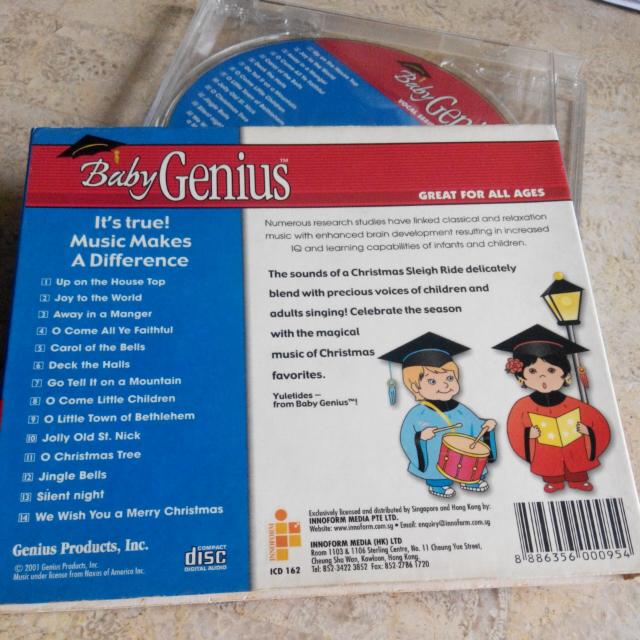 Baby Genius
VOCAL
Baby Genius™
GREAT FOR ALL AGES
It's true!
Music Makes
A Difference
1 Up on the House Top
2 Joy to the World
3 Away in a Manger
4 O Come All Ye Faithful
5 Carol of the Bells
6 Deck the Halls
7 Go Tell It on a Mountain
8 O Come Little Children
9 O Little Town of Bethlehem
10 Jolly Old St. Nick
11 O Christmas Tree
12 Jingle Bells
13 Silent night
14 We Wish You a Merry Christmas
Genius Products, Inc.
© 2001 Genius Products, Inc.
Music under license from Naxos of America Inc.
COMPACT
disc
DIGITAL AUDIO
Numerous research studies have linked classical and relaxation
music with enhanced brain development resulting in increased
IQ and learning capabilities of infants and children.
The sounds of a Christmas Sleigh Ride delicately
blend with precious voices of children and
adults singing! Celebrate the season
with the magical
music of Christmas
favorites.
Yuletides –
from Baby Genius™!
INNOFORM
ICD 162
Exclusively licensed and distributed by Singapore and Hong Kong by:
INNOFORM MEDIA PTE LTD.
Website: www.innoform.com.sg • Email: enquiry@innoform.com.sg
INNOFORM MEDIA (HK) LTD
Room 1103 & 1106 Sterling Centre, No. 11 Cheung Yue Street,
Cheung Sha Wan, Kowloon, Hong Kong.
Tel: 852-3422 3852 Fax: 852-2786 1720
8 886356 000954